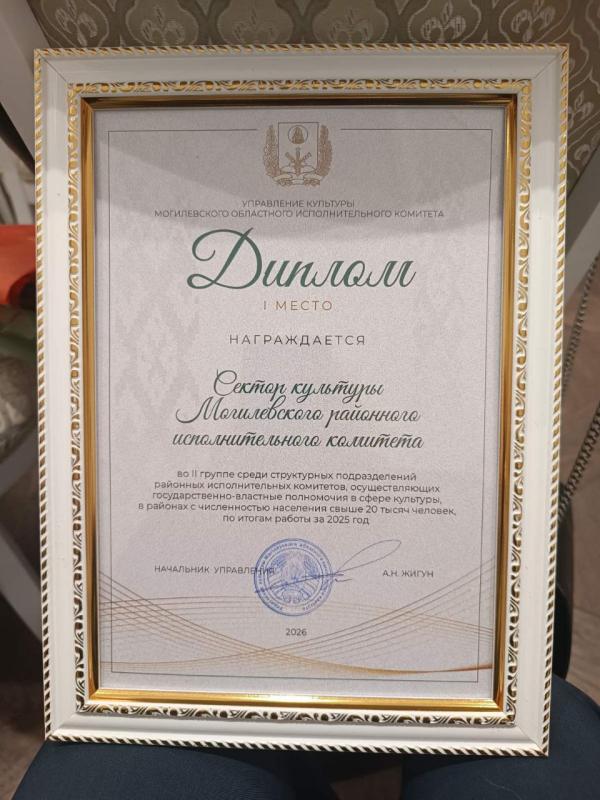 УПРАВЛЕНИЕ КУЛЬТУРЫ
МОГИЛЕВСКОГО ОБЛАСТНОГО ИСПОЛНИТЕЛЬНОГО КОМИТЕТА
Диплом
I МЕСТО
НАГРАЖДАЕТСЯ
Сектор культуры
Могилевского районного
исполнительного комитета
во II группе среди структурных подразделений
районных исполнительных комитетов, осуществляющих
государственно-властные полномочия в сфере культуры,
в районах с численностью населения свыше 20 тысяч человек,
по итогам работы за 2025 год
НАЧАЛЬНИК УПРАВЛЕНИЯ А.Н. ЖИГУН
2026